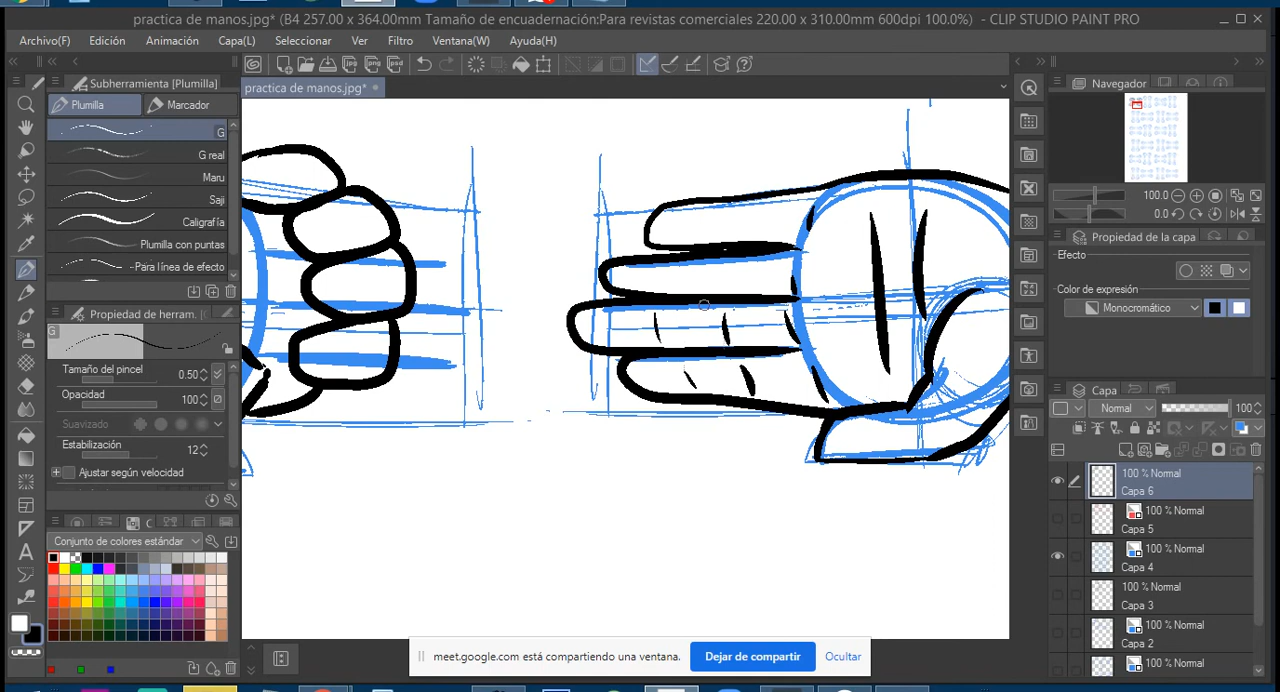 practica de manos.jpg* (B4 257.00 x 364.00mm Tamaño de encuadernación:Para revistas comerciales 220.00 x 310.00mm 600dpi 100.0%) - CLIP STUDIO PAINT PRO
Archivo(F) Edición Animación Capa(L) Seleccionar Ver Filtro Ventana(W) Ayuda(H)
Subherramienta [Plumilla]
practica de manos.jpg*
Navegador
Plumilla Marcador
G
G real
Maru
Saji
Caligrafía
Plumilla con puntas
Para línea de efecto
100.0
0.0
Propiedad de la capa
Efecto
Color de expresión
Monocromático
Propiedad de herram.
G
Tamaño del pincel 0.50
Opacidad 100
Suavizado
Estabilización 12
Ajustar según velocidad
Capa
Normal 100
100 % Normal
Capa 6
100 % Normal
Capa 5
100 % Normal
Capa 4
100 % Normal
Capa 3
100 % Normal
Capa 2
100 % Normal
Conjunto de colores estándar
meet.google.com está compartiendo una ventana. Dejar de compartir Ocultar